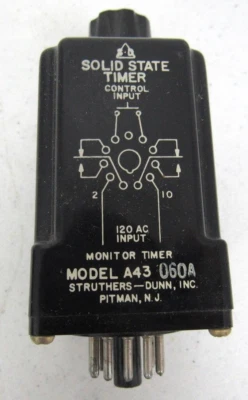 SOLID STATE
TIMER
CONTROL
INPUT
2 10
120 AC
INPUT
MONITOR TIMER
MODEL A43 060A
STRUTHERS-DUNN, INC.
PITMAN, N.J.